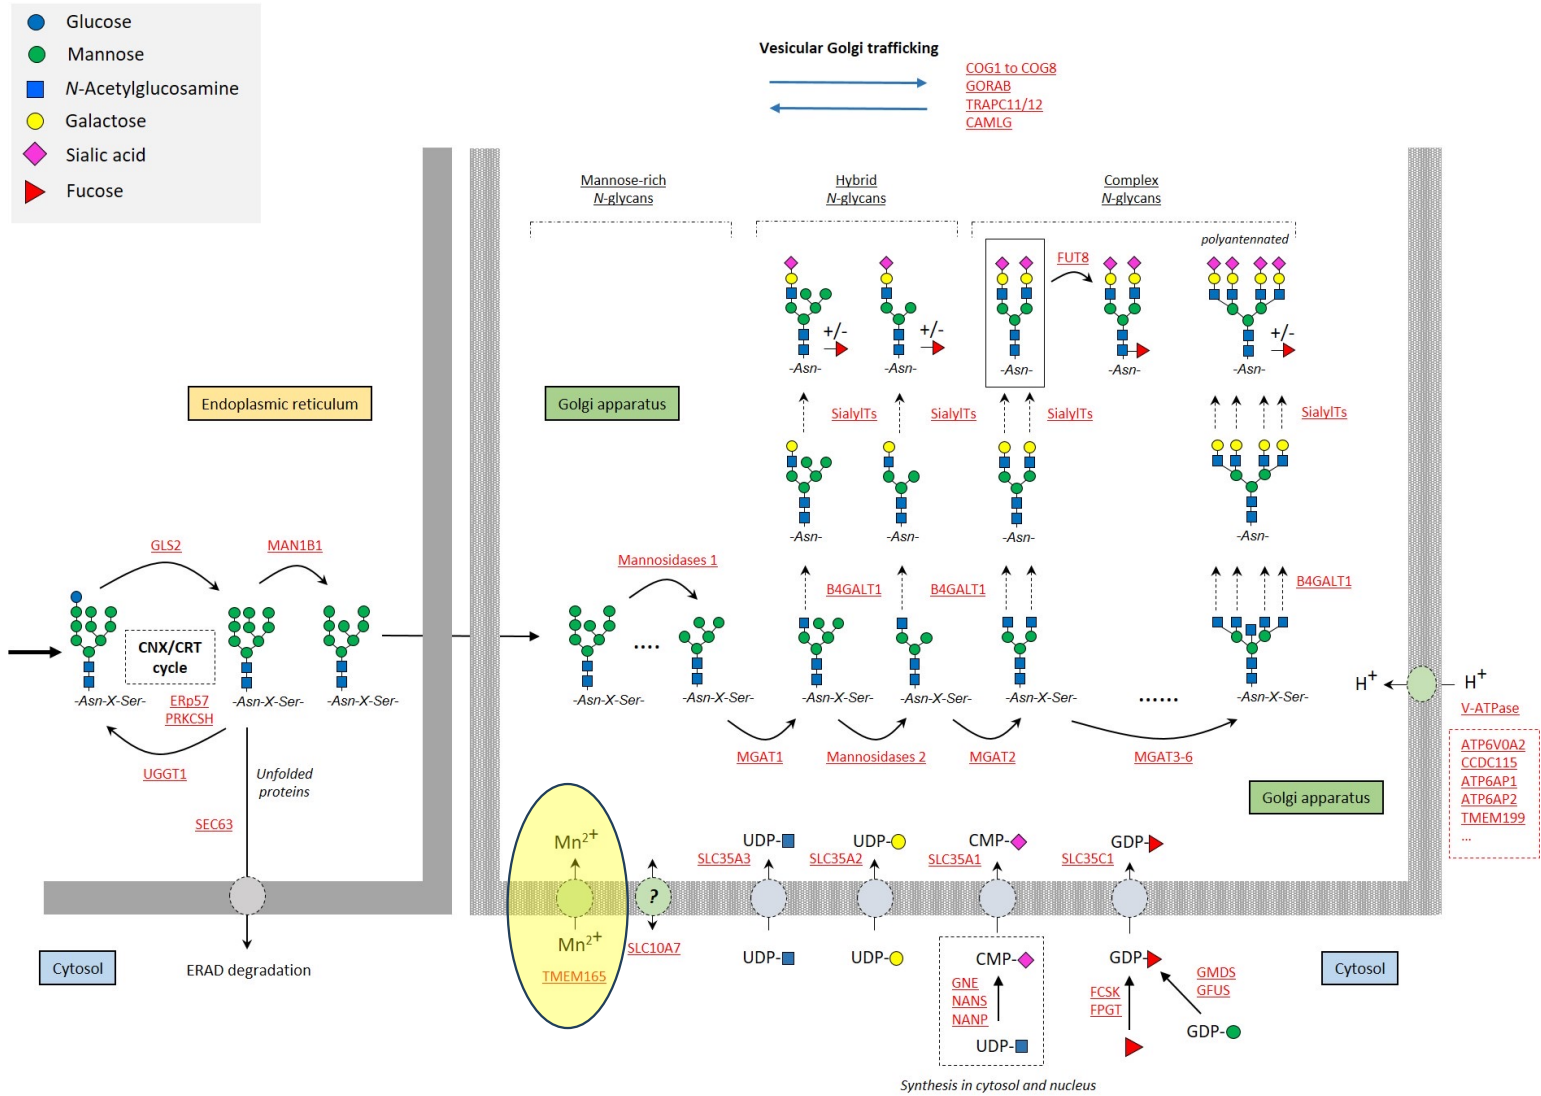 Glucose
Mannose
N-Acetylglucosamine
Galactose
Sialic acid
Fucose
Vesicular Golgi trafficking
COG1 to COG8
GORAB
TRAPC11/12
CAMLG
Mannose-rich
N-glycans
Hybrid
N-glycans
Complex
N-glycans
polyantennated
FUT8
+/-
+/-
+/-
-Asn-
-Asn-
-Asn-
-Asn-
-Asn-
Endoplasmic reticulum
Golgi apparatus
SialylTs
SialylTs
SialylTs
SialylTs
-Asn-
-Asn-
-Asn-
-Asn-
GLS2
MAN1B1
Mannosidases 1
B4GALT1
B4GALT1
B4GALT1
CNX/CRT
cycle
....
-Asn-X-Ser-
ERp57
PRKCSH
-Asn-X-Ser-
-Asn-X-Ser-
-Asn-X-Ser-
-Asn-X-Ser-
-Asn-X-Ser-
-Asn-X-Ser-
-Asn-X-Ser-
......
-Asn-X-Ser-
H+
H+
V-ATPase
UGGT1
Unfolded
proteins
MGAT1
Mannosidases 2
MGAT2
MGAT3-6
ATP6V0A2
CCDC115
ATP6AP1
ATP6AP2
TMEM199
...
Golgi apparatus
SEC63
Mn2+
UDP-
UDP-
CMP-
GDP-
SLC35A3
SLC35A2
SLC35A1
SLC35C1
?
Mn2+
SLC10A7
TMEM165
UDP-
UDP-
CMP-
GDP-
Cytosol
ERAD degradation
Cytosol
GNE
NANS
NANP
UDP-
FCSK
FPGT
GMDS
GFUS
GDP-
Synthesis in cytosol and nucleus